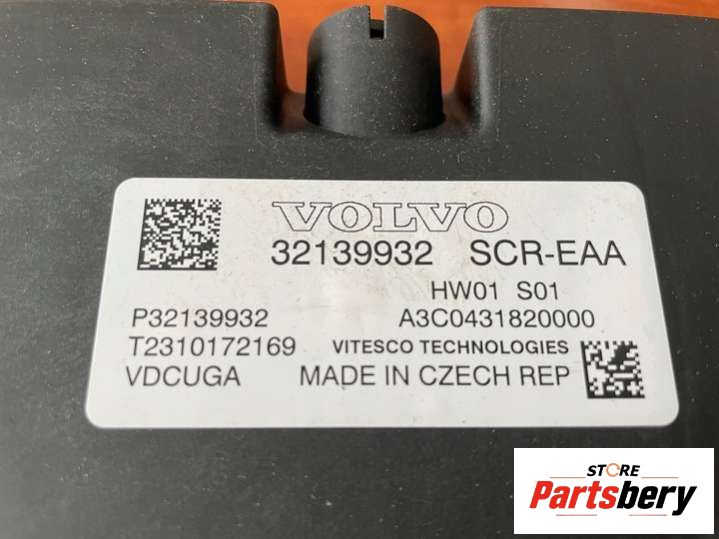 VOLVO
32139932 SCR-EAA
HW01 S01
P32139932 A3C0431820000
T2310172169 VITESCO TECHNOLOGIES
VDCUGA MADE IN CZECH REP
STORE
Partsbery